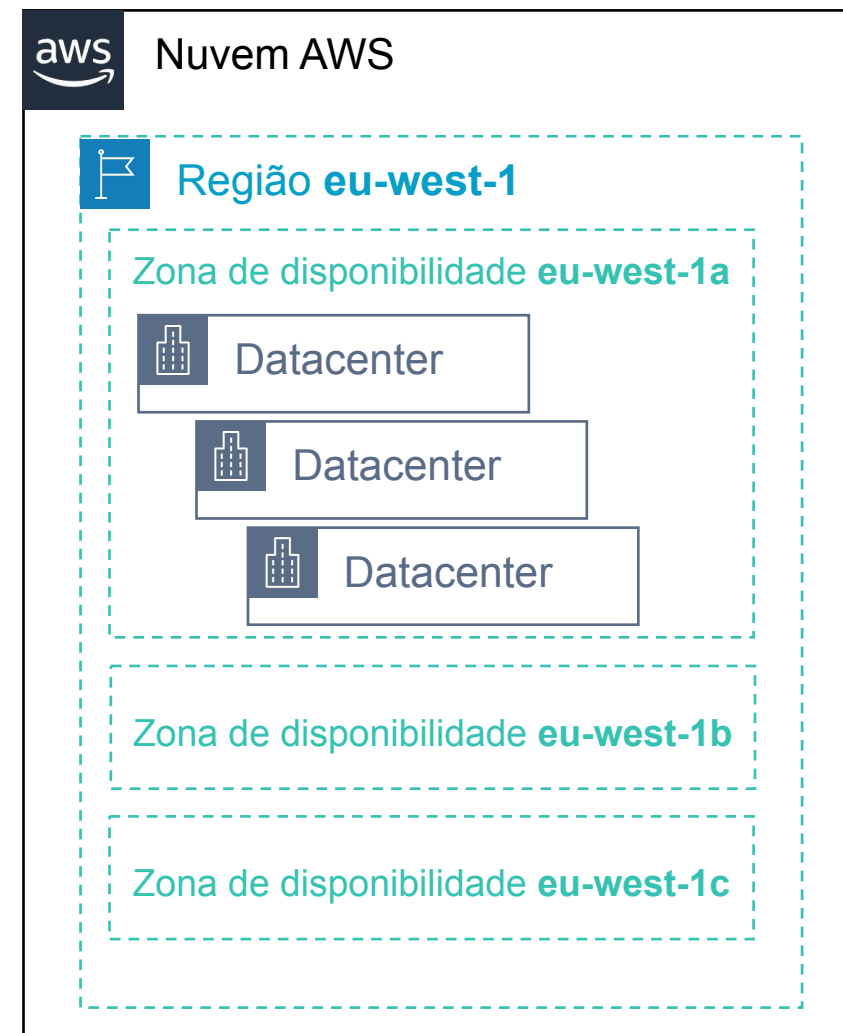 aws
Nuvem AWS
Região eu-west-1
Zona de disponibilidade eu-west-1a
Datacenter
Datacenter
Datacenter
Zona de disponibilidade eu-west-1b
Zona de disponibilidade eu-west-1c